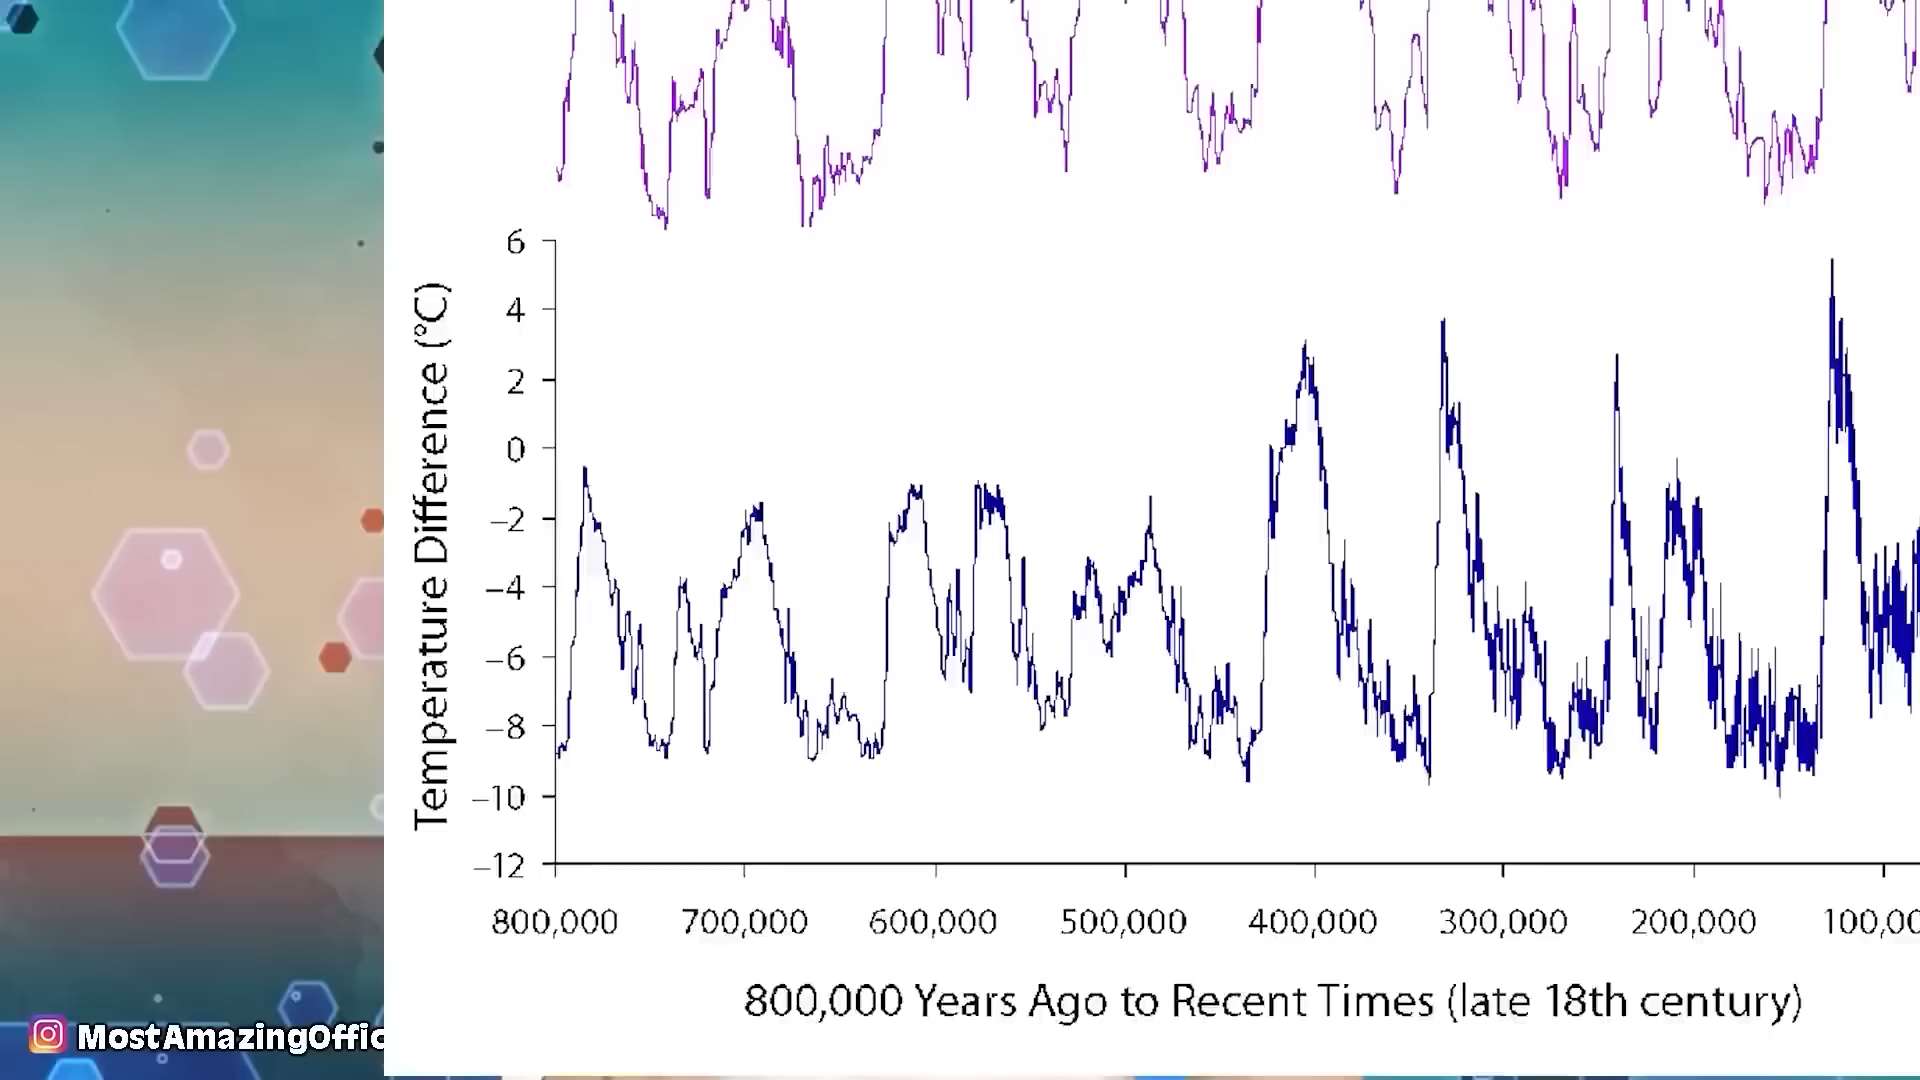 6
4
2
0
–2
–4
–6
–8
–10
–12
Temperature Difference (°C)
800,000 700,000 600,000 500,000 400,000 300,000 200,000 100,00
800,000 Years Ago to Recent Times (late 18th century)
MostAmazingOffic